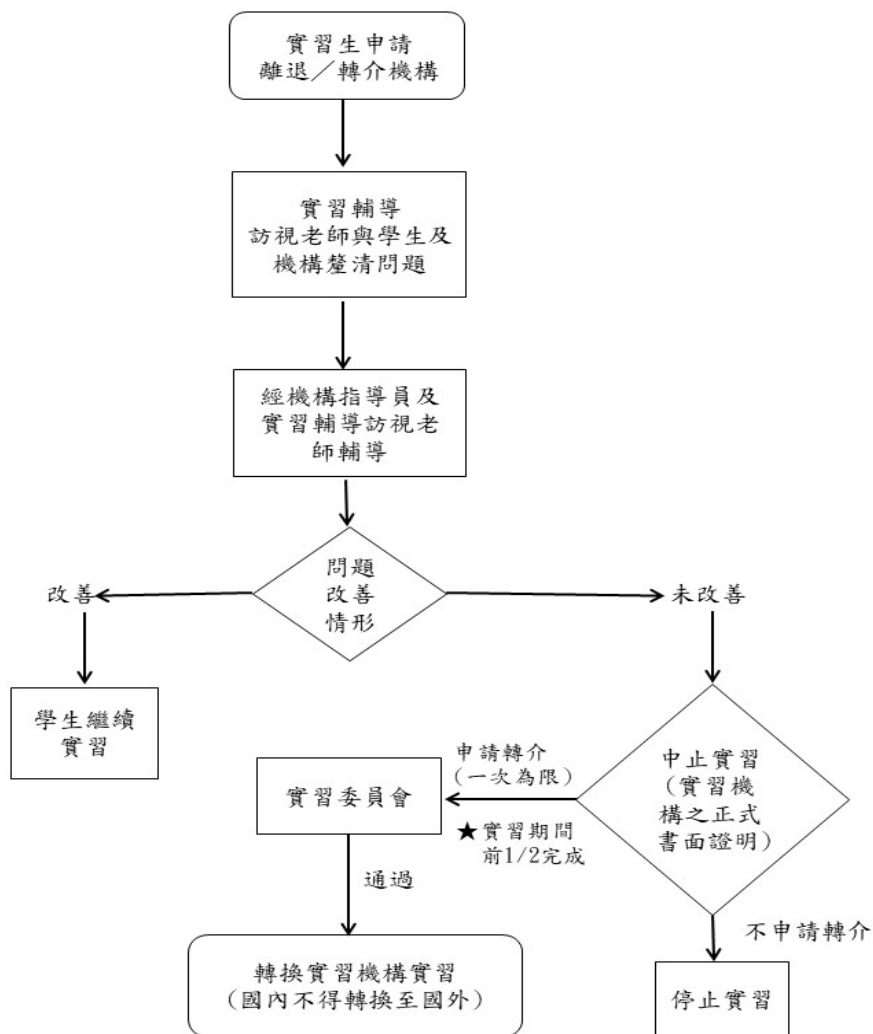 實習生申請
離退／轉介機構
實習輔導
訪視老師與學生及
機構釐清問題
經機構指導員及
實習輔導訪視老
師輔導
問題
改善
情形
改善
未改善
學生繼續
實習
中止實習
（實習機
構之正式
書面證明）
申請轉介
（一次為限）
★實習期間
前1/2完成
實習委員會
通過
不申請轉介
轉換實習機構實習
（國內不得轉換至國外）
停止實習